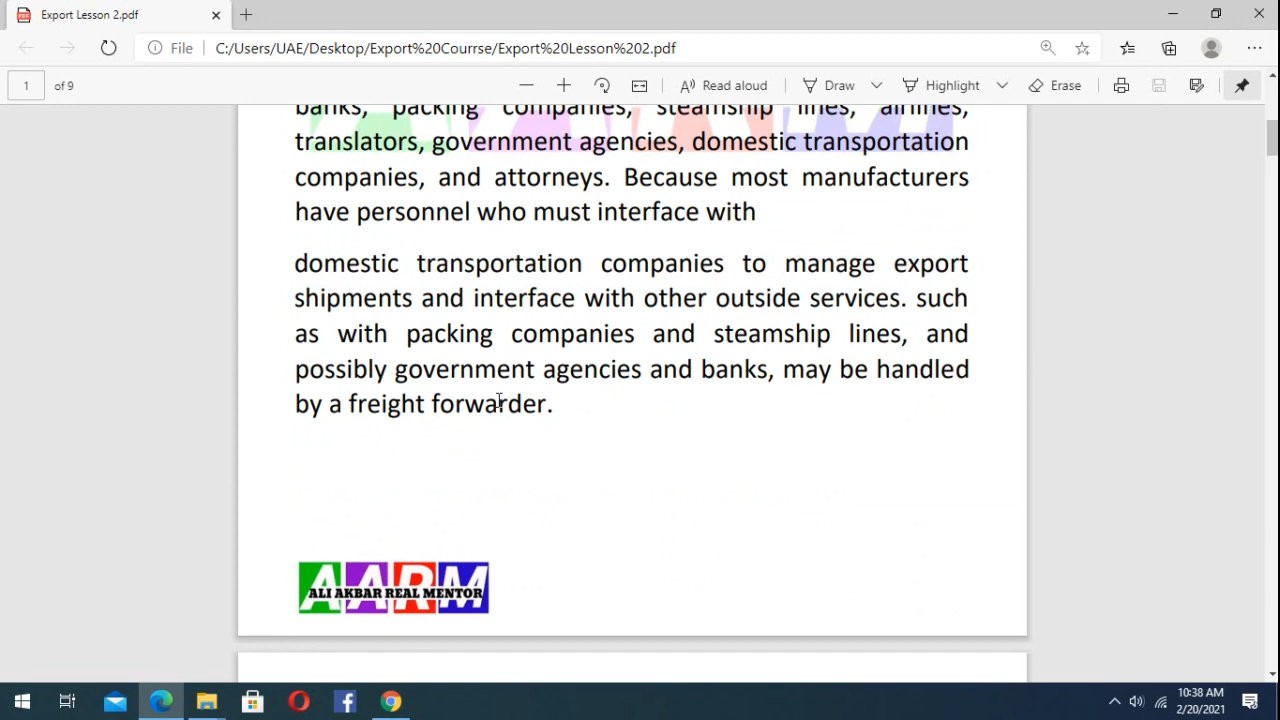 Export Lesson 2.pdf
File
C:/Users/UAE/Desktop/Export%20Courrse/Export%20Lesson%202.pdf
1 of 9
Read aloud
Draw
Highlight
Erase
banks, packing companies, steamship lines, airlines,
translators, government agencies, domestic transportation
companies, and attorneys. Because most manufacturers
have personnel who must interface with
domestic transportation companies to manage export
shipments and interface with other outside services. such
as with packing companies and steamship lines, and
possibly government agencies and banks, may be handled
by a freight forwarder.
AARM
ALI AKBAR REAL MENTOR
10:38 AM
2/20/2021